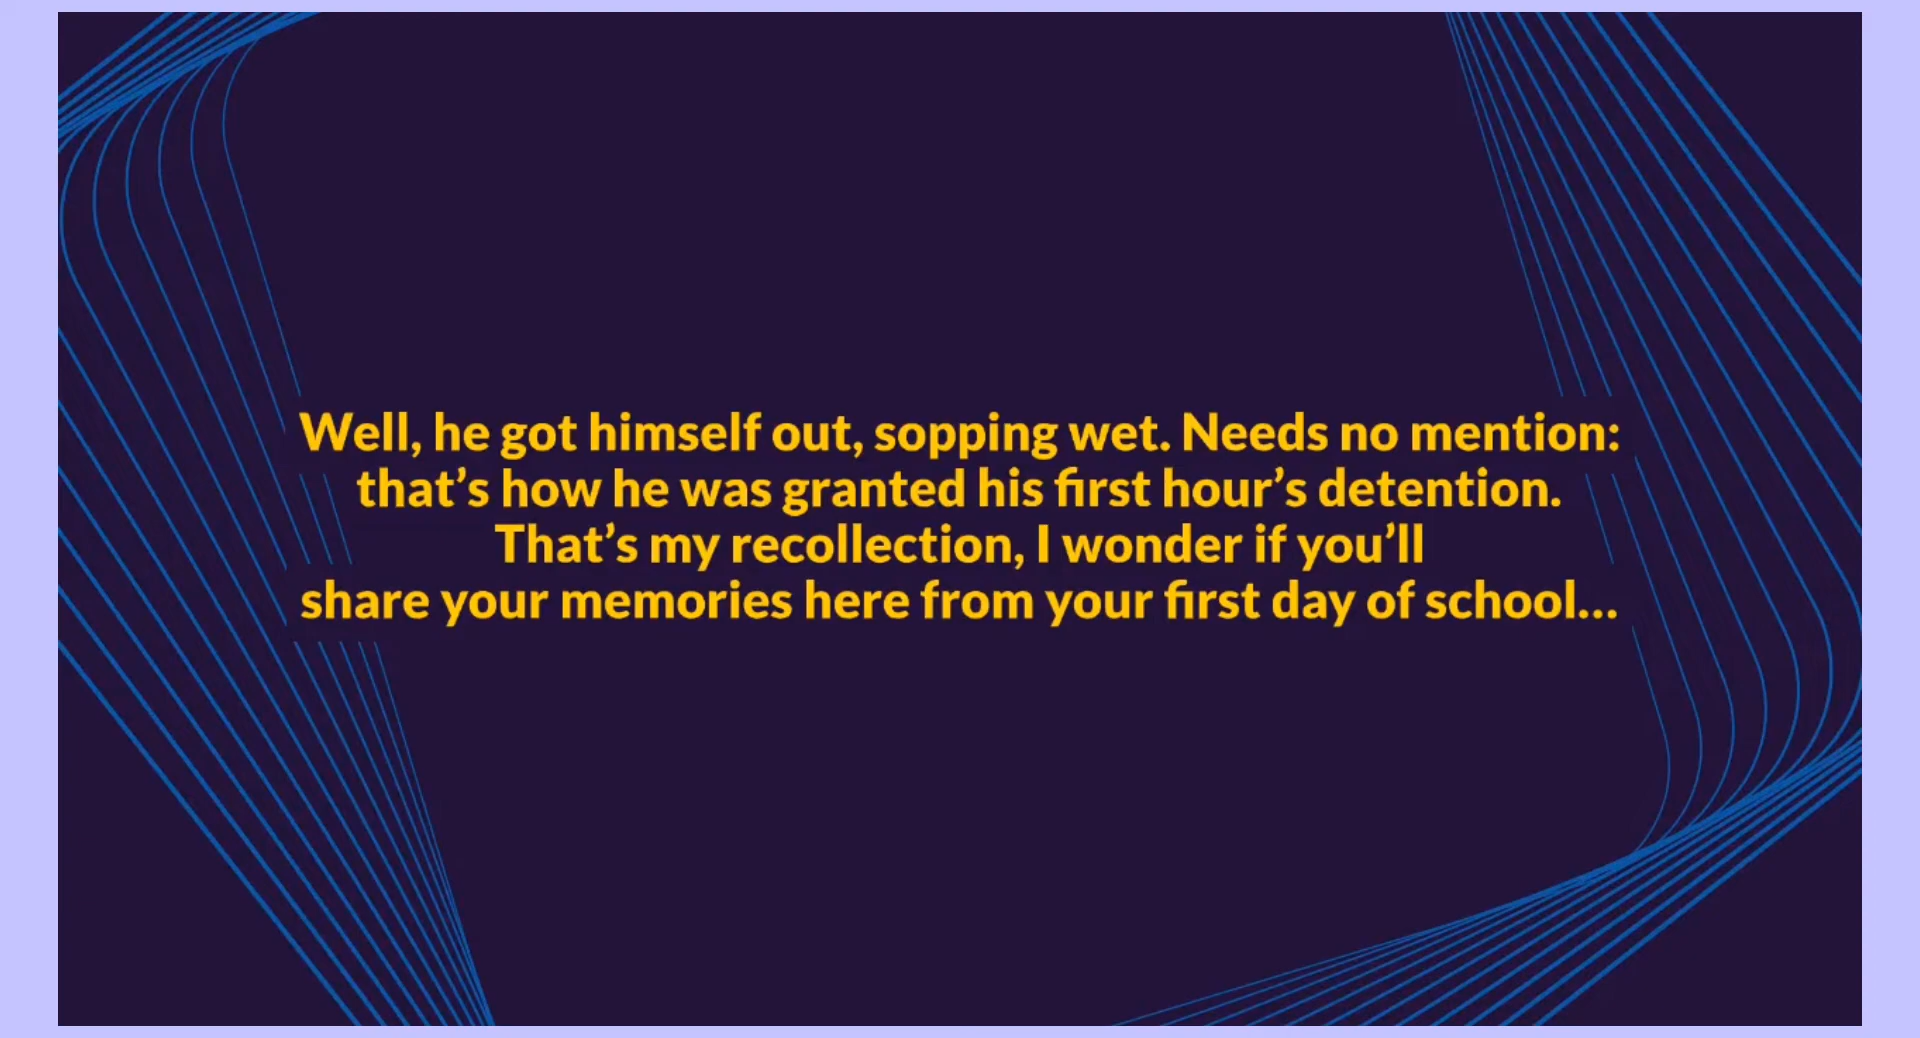 Well, he got himself out, sopping wet. Needs no mention:
that’s how he was granted his first hour’s detention.
That’s my recollection, I wonder if you’ll
share your memories here from your first day of school...